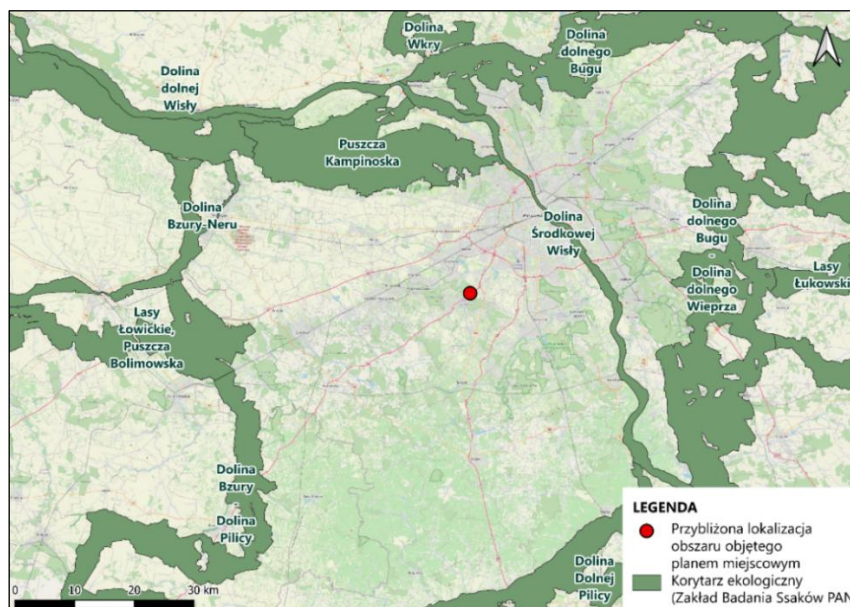 Dolina
Wkry
Dolina
dolnego
Bugu
Dolina
dolnej
Wisły
Puszcza
Kampinoska
Dolina
Bzury-Neru
Dolina
Środkowej
Wisły
Dolina
dolnego
Bugu
Dolina
dolnego
Wieprza
Lasy
Łukowski
Lasy
Łowickie,
Puszcza
Bolimowska
Dolina
Bzury
Dolina
Pilicy
Dolina
Dolnej
Pilicy
LEGENDA
Przybliżona lokalizacja
obszaru objętego
planem miejscowym
Korytarz ekologiczny
(Zakład Badania Ssaków PAN
0 10 20 30 km